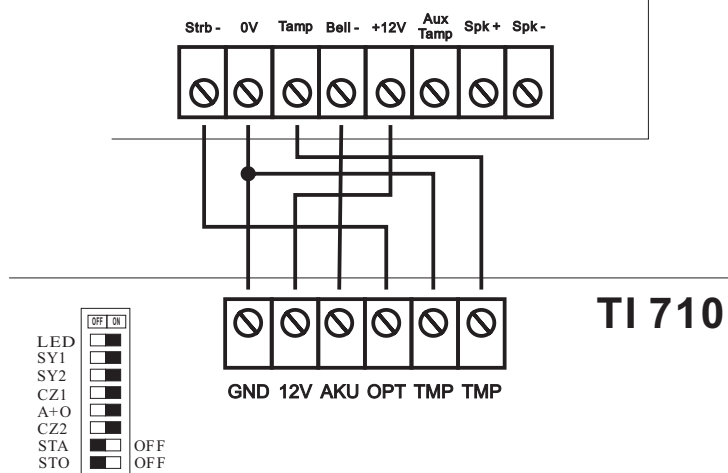 Strb - 0V Tamp Bell - +12V Aux Tamp Spk + Spk -
TI 710
GND 12V AKU OPT TMP TMP
OFF ON
LED
SY1
SY2
CZ1
A+O
CZ2
STA OFF
STO OFF